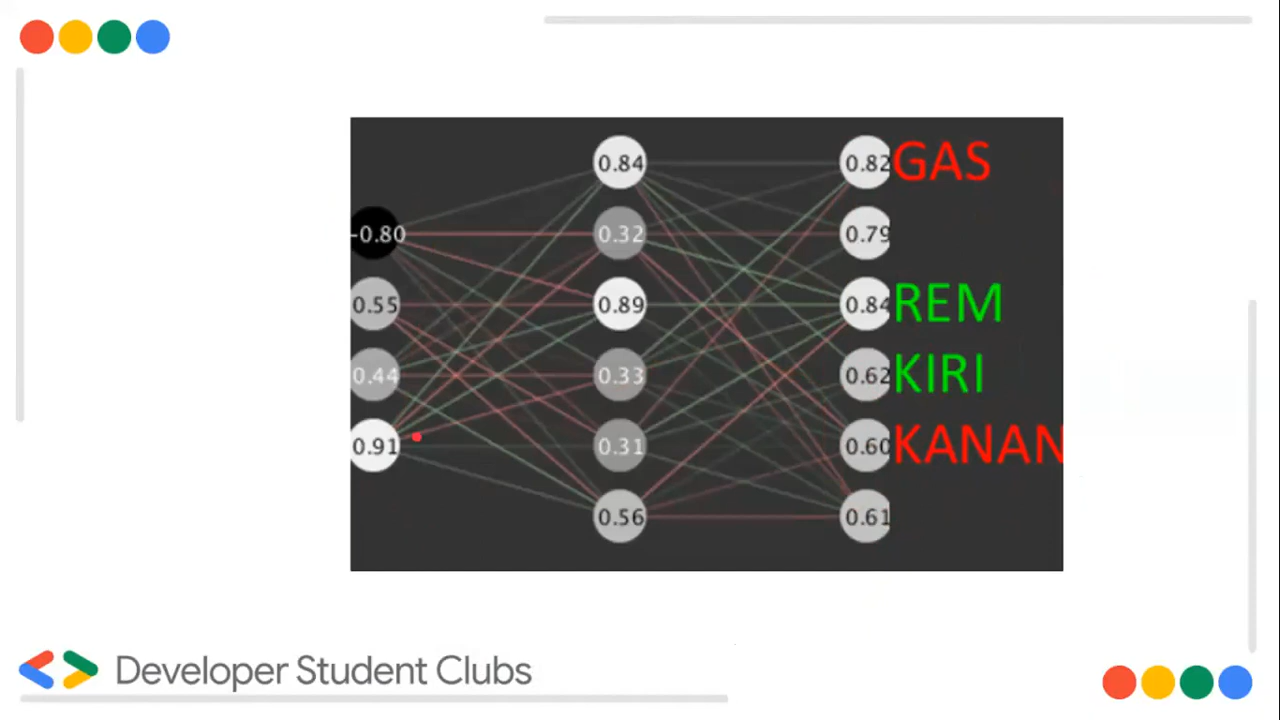 0.84 0.82 GAS
-0.80 0.32 0.79
0.55 0.89 0.84 REM
0.44 0.33 0.62 KIRI
0.91 0.31 0.60 KANAN
0.56 0.61
Developer Student Clubs